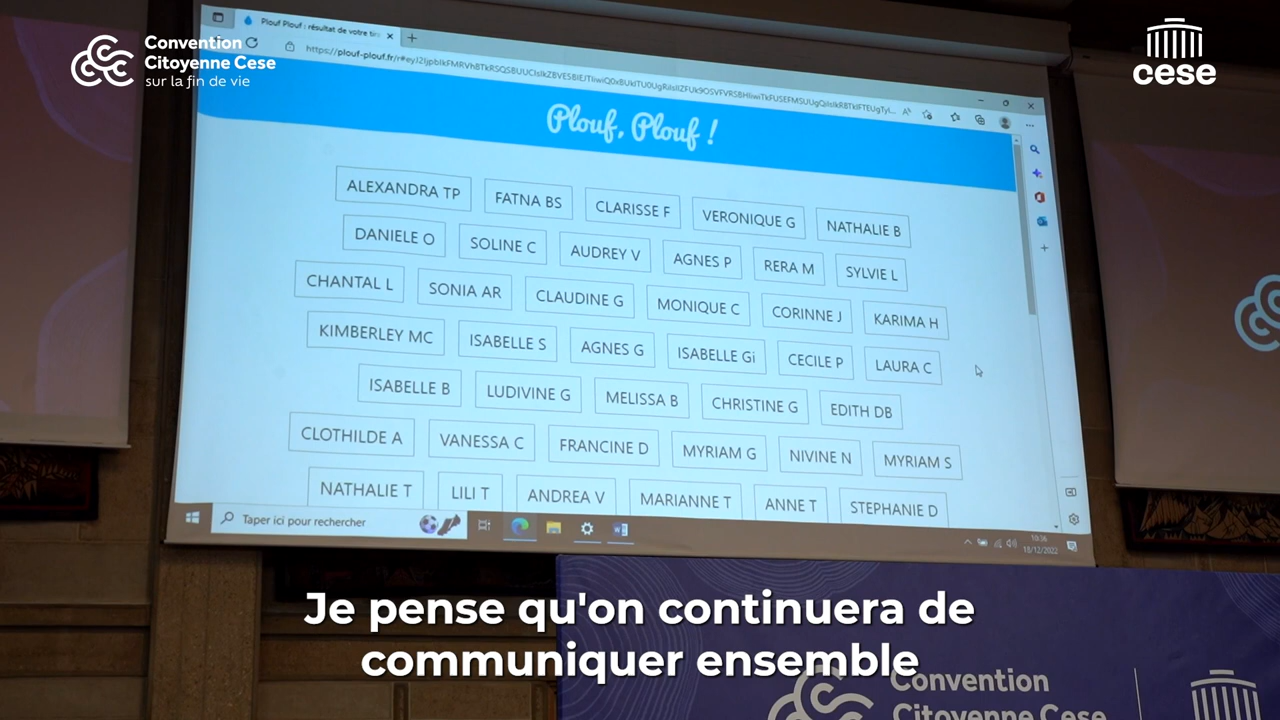 Convention
Citoyenne Cese
sur la fin de vie
cese
Plouf Plouf : résultat de votre tira
Plouf, Plouf !
ALEXANDRA TP FATNA BS CLARISSE F VERONIQUE G NATHALIE B
DANIELE O SOLINE C AUDREY V AGNES P RERA M SYLVIE L
CHANTAL L SONIA AR CLAUDINE G MONIQUE C CORINNE J KARIMA H
KIMBERLEY MC ISABELLE S AGNES G ISABELLE Gi CECILE P LAURA C
ISABELLE B LUDIVINE G MELISSA B CHRISTINE G EDITH DB
CLOTHILDE A VANESSA C FRANCINE D MYRIAM G NIVINE N MYRIAM S
NATHALIE T LILI T ANDREA V MARIANNE T ANNE T STEPHANIE D
Taper ici pour rechercher
10:36
18/12/2022
Je pense qu'on continuera de
communiquer ensemble
Convention
Citoyenne Cese